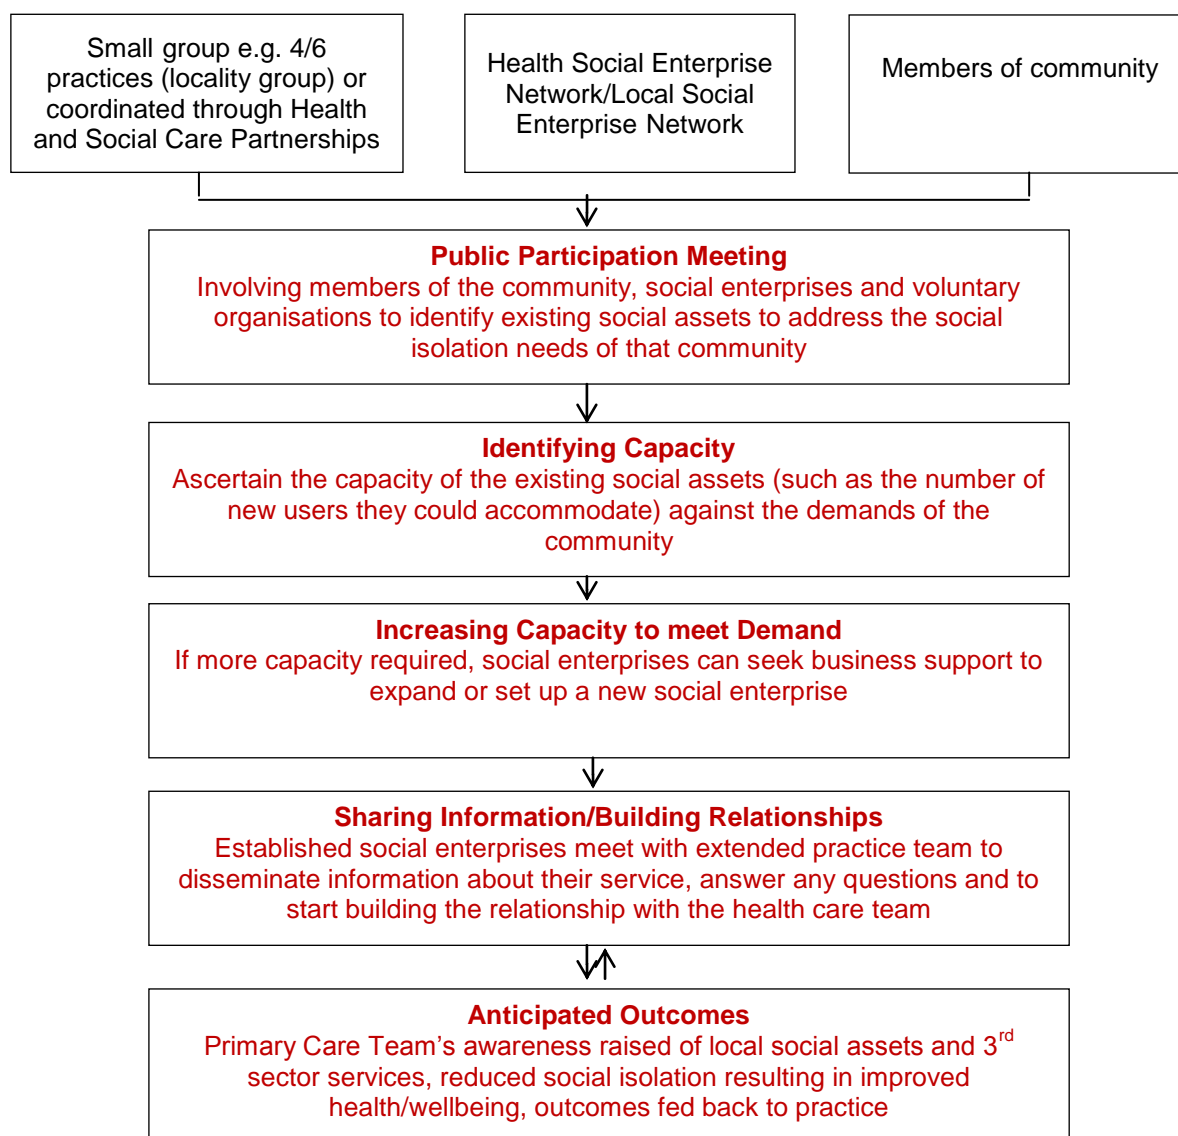 Small group e.g. 4/6
practices (locality group) or
coordinated through Health
and Social Care Partnerships
Health Social Enterprise
Network/Local Social
Enterprise Network
Members of community
Public Participation Meeting
Involving members of the community, social enterprises and voluntary
organisations to identify existing social assets to address the social
isolation needs of that community
Identifying Capacity
Ascertain the capacity of the existing social assets (such as the number of
new users they could accommodate) against the demands of the
community
Increasing Capacity to meet Demand
If more capacity required, social enterprises can seek business support to
expand or set up a new social enterprise
Sharing Information/Building Relationships
Established social enterprises meet with extended practice team to
disseminate information about their service, answer any questions and to
start building the relationship with the health care team
Anticipated Outcomes
Primary Care Team’s awareness raised of local social assets and 3rd
sector services, reduced social isolation resulting in improved
health/wellbeing, outcomes fed back to practice